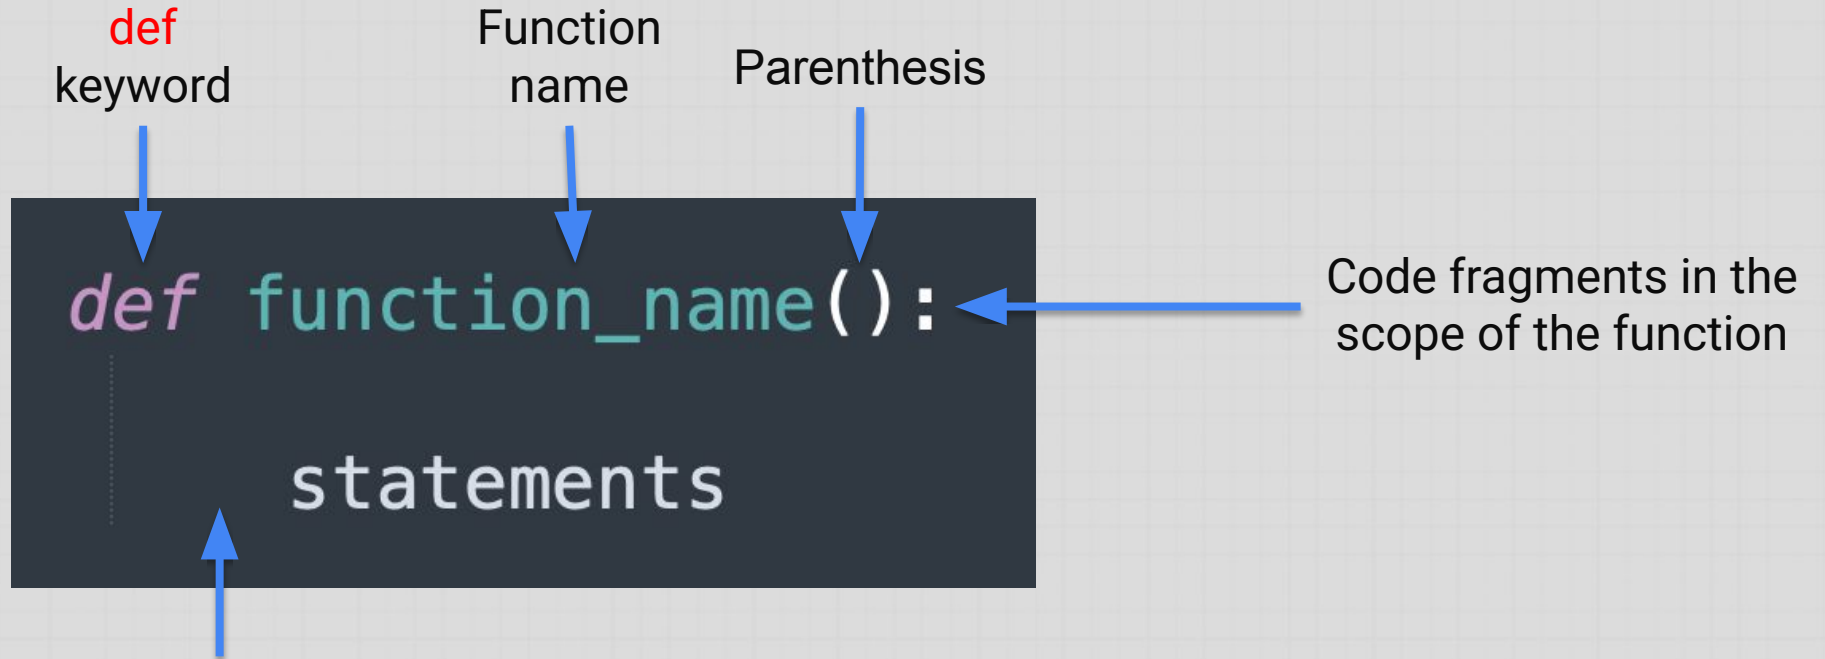 def
keyword
Function
name
Parenthesis
def function_name():
statements
Code fragments in the
scope of the function